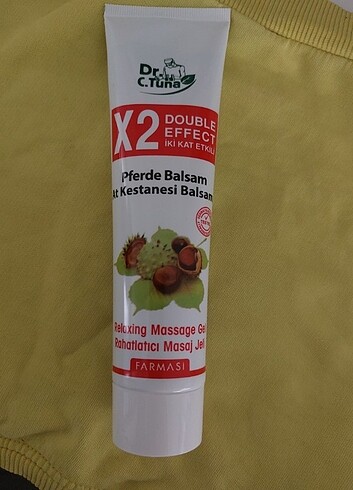 Dr.
C.Tuna
X2 DOUBLE
EFFECT
İKİ KAT ETKİLİ
Pferde Balsam
At Kestanesi Balsam
Relaxing Massage Gel
Rahatlatıcı Masaj Jeli
FARMASI